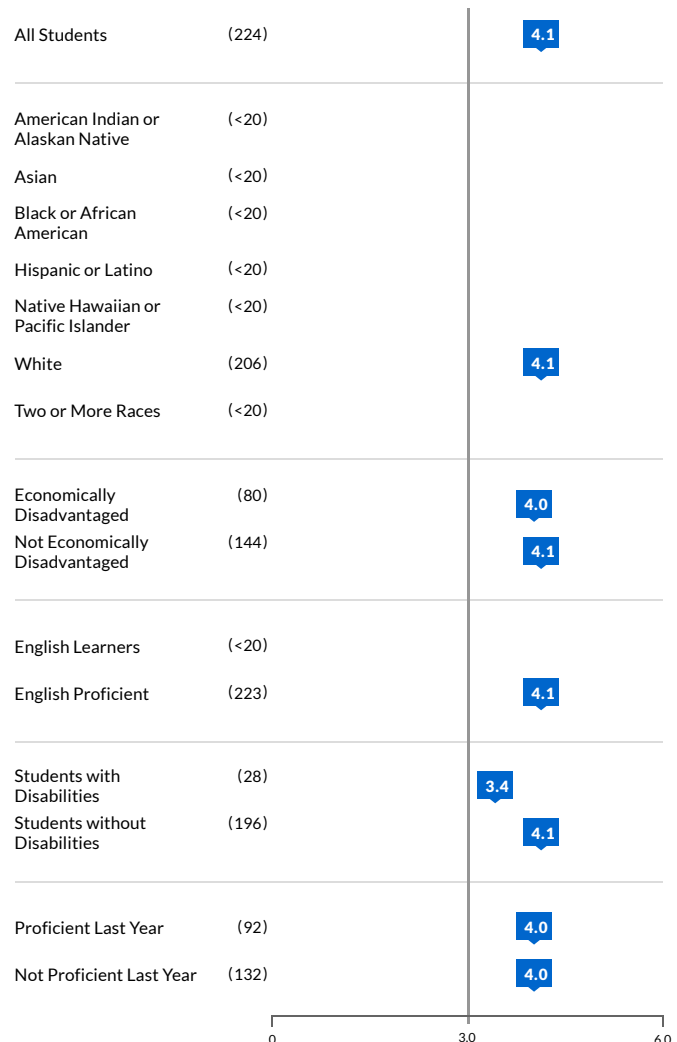 All Students (224) 4.1
American Indian or (<20)
Alaskan Native
Asian (<20)
Black or African (<20)
American
Hispanic or Latino (<20)
Native Hawaiian or (<20)
Pacific Islander
White (206) 4.1
Two or More Races (<20)
Economically (80) 4.0
Disadvantaged
Not Economically (144) 4.1
Disadvantaged
English Learners (<20)
English Proficient (223) 4.1
Students with (28) 3.4
Disabilities
Students without (196) 4.1
Disabilities
Proficient Last Year (92) 4.0
Not Proficient Last Year (132) 4.0
0 3.0 6.0